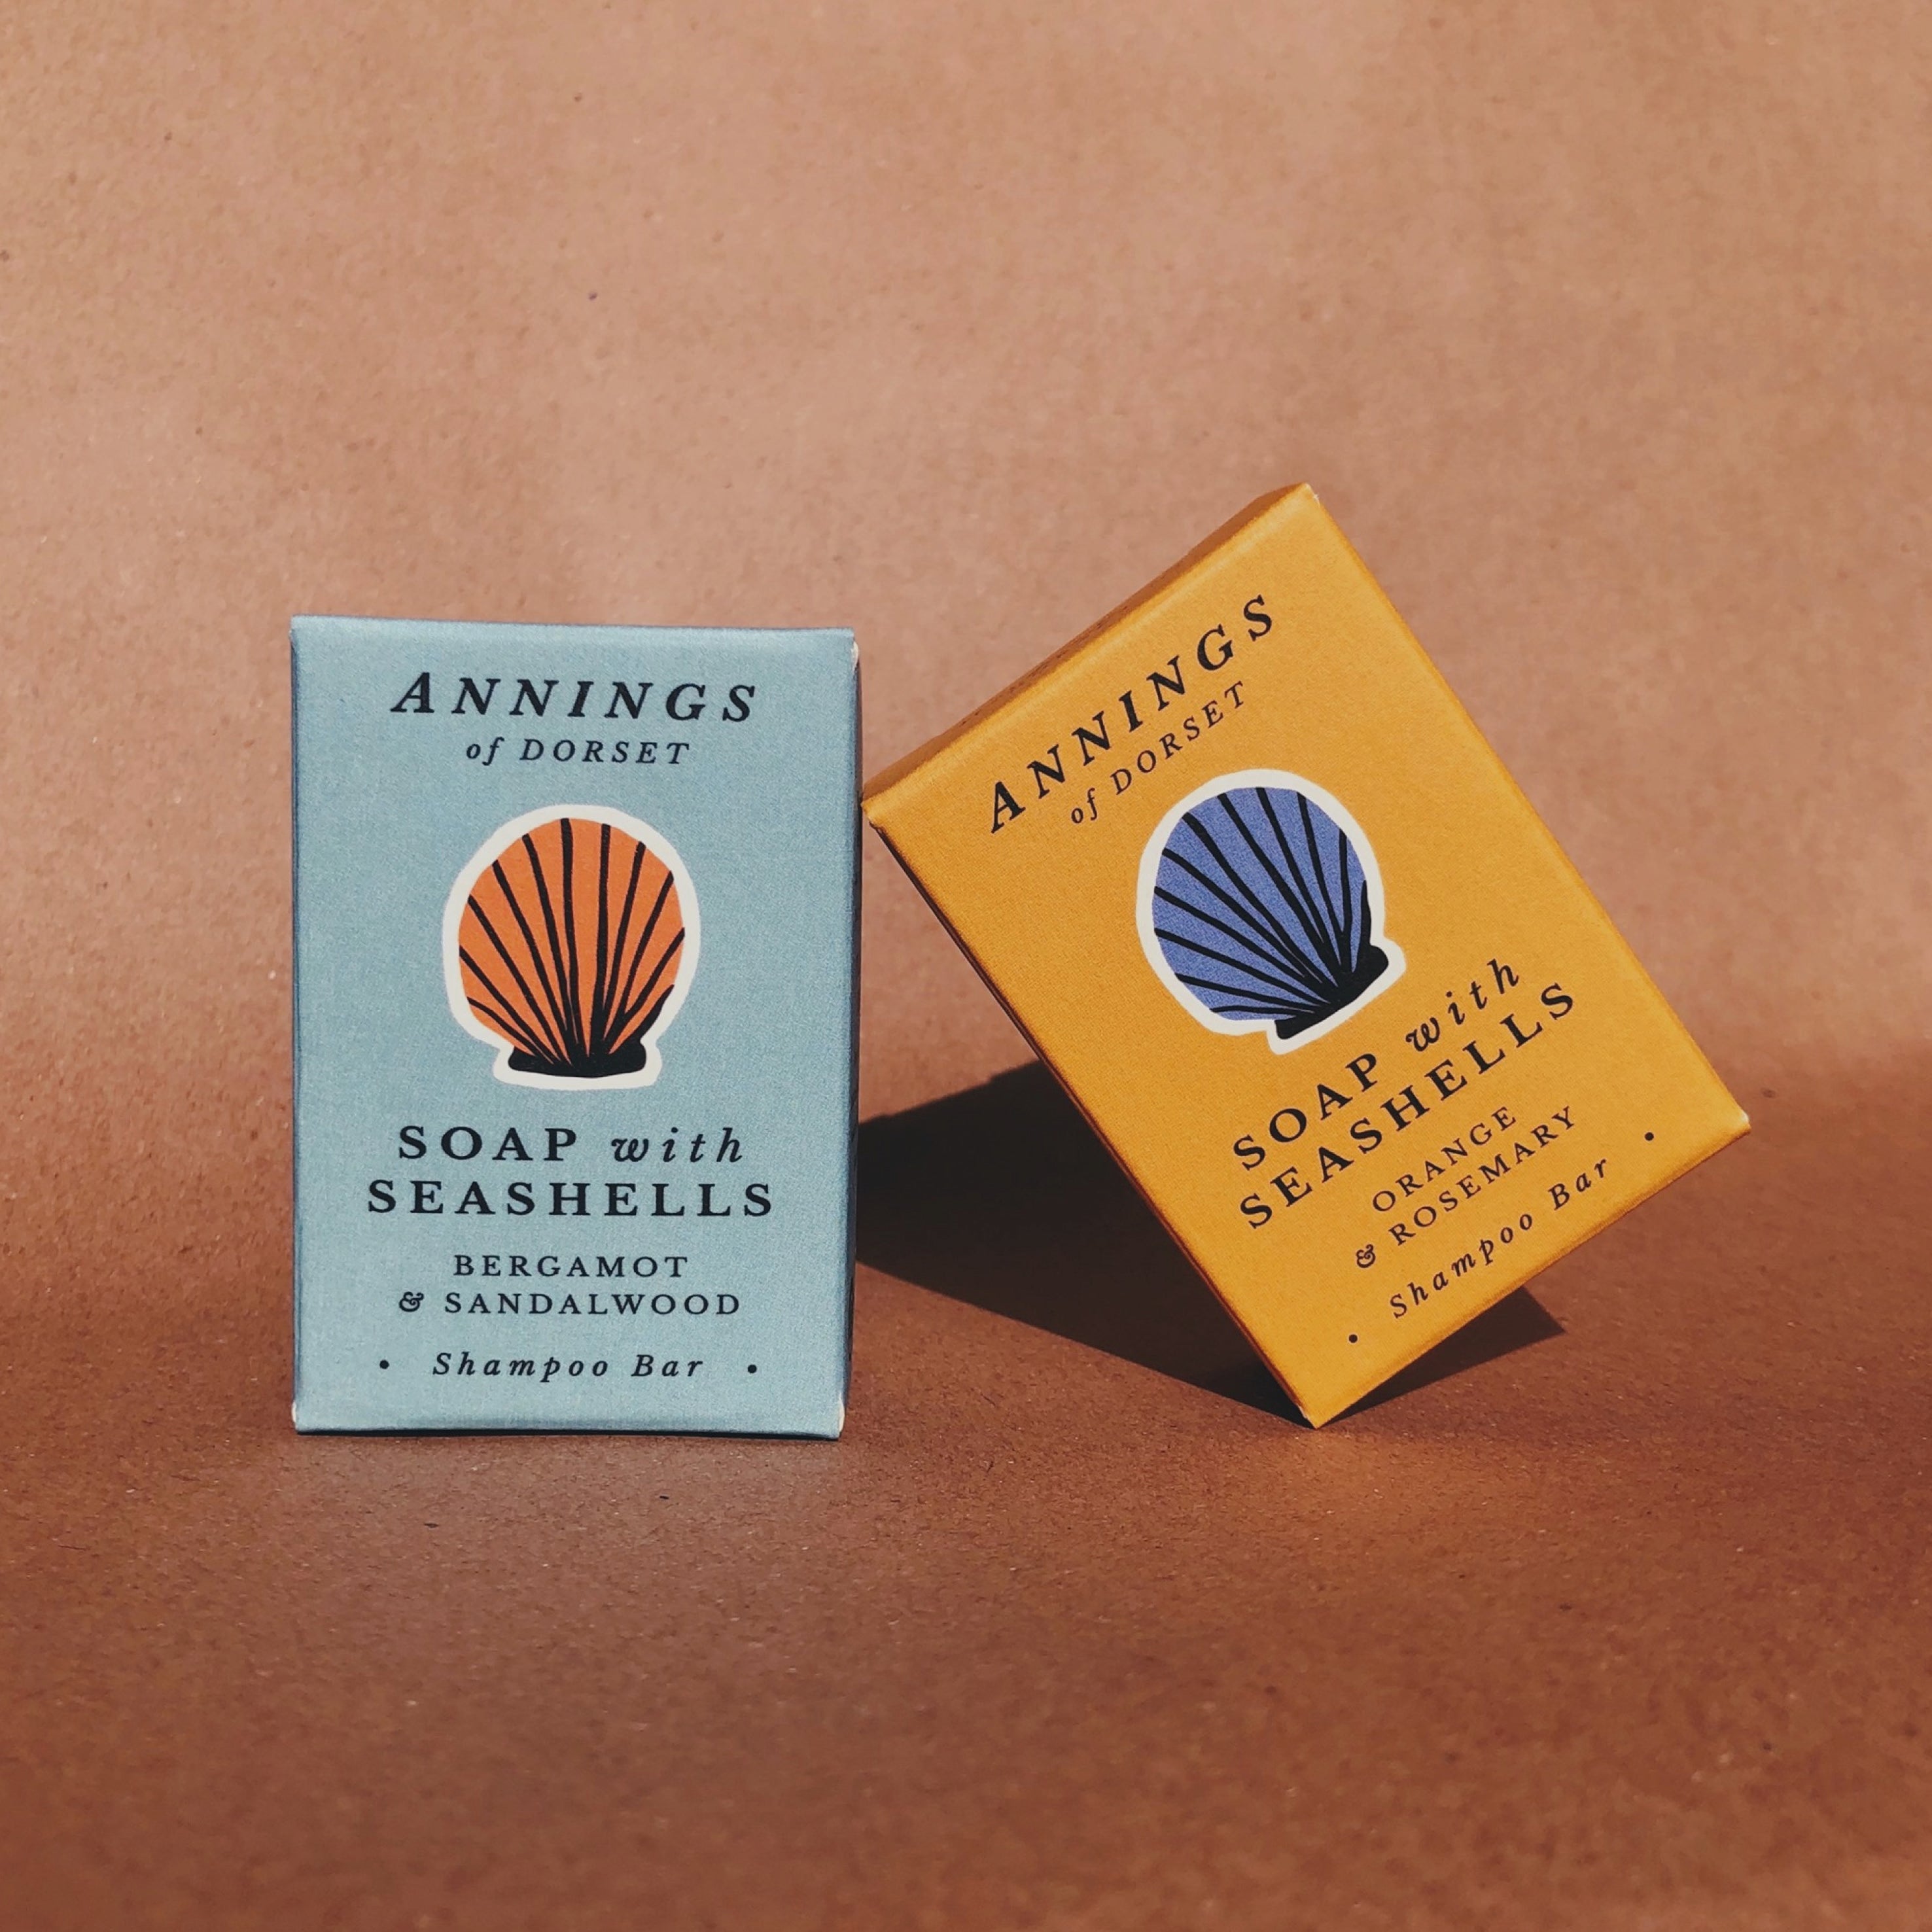 ANNINGS
of DORSET
SOAP with
SEASHELLS
BERGAMOT
& SANDALWOOD
• Shampoo Bar •
ANNINGS
of DORSET
SOAP with
SEASHELLS
ORANGE
& ROSEMARY
• Shampoo Bar •